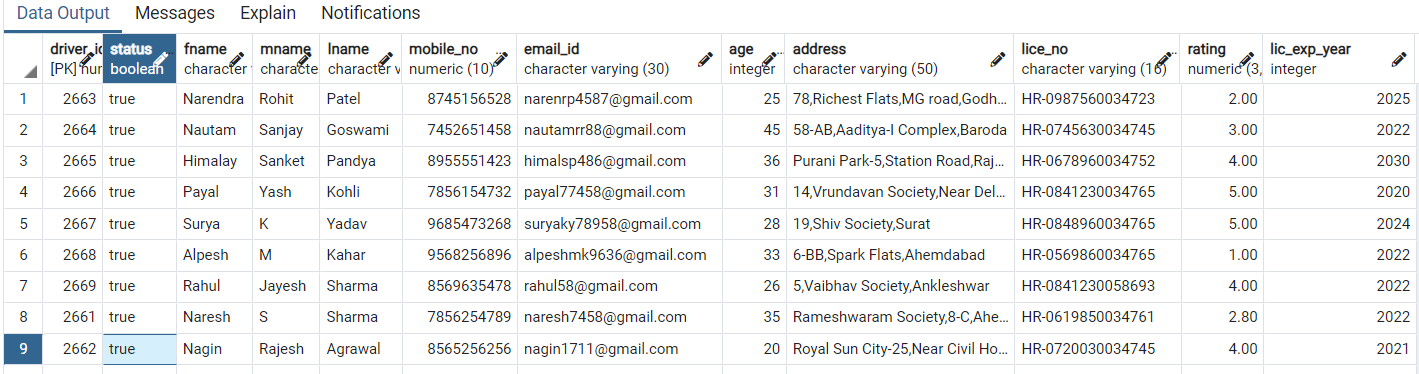 Data Output Messages Explain Notifications
driver_id status fname mname lname mobile_no email_id age address lice_no rating lic_exp_year
[PK] num boolean character character character v numeric (10) character varying (30) integer character varying (50) character varying (16) numeric (3, integer
1 2663 true Narendra Rohit Patel 8745156528 narenrp4587@gmail.com 25 78,Richest Flats,MG road,Godh... HR-0987560034723 2.00 2025
2 2664 true Nautam Sanjay Goswami 7452651458 nautamrr88@gmail.com 45 58-AB,Aaditya-I Complex,Baroda HR-0745630034745 3.00 2022
3 2665 true Himalay Sanket Pandya 8955551423 himalsp486@gmail.com 36 Purani Park-5,Station Road,Raj... HR-0678960034752 4.00 2030
4 2666 true Payal Yash Kohli 7856154732 payal77458@gmail.com 31 14,Vrundavan Society,Near Del... HR-0841230034765 5.00 2020
5 2667 true Surya K Yadav 9685473268 suryaky78958@gmail.com 28 19,Shiv Society,Surat HR-0848960034765 5.00 2024
6 2668 true Alpesh M Kahar 9568256896 alpeshmk9636@gmail.com 33 6-BB,Spark Flats,Ahemdabad HR-0569860034765 1.00 2022
7 2669 true Rahul Jayesh Sharma 8569635478 rahul58@gmail.com 26 5,Vaibhav Society,Ankleshwar HR-0841230058693 4.00 2022
8 2661 true Naresh S Sharma 7856254789 naresh7458@gmail.com 35 Rameshwaram Society,8-C,Ahe... HR-0619850034761 2.80 2022
9 2662 true Nagin Rajesh Agrawal 8565256256 nagin1711@gmail.com 20 Royal Sun City-25,Near Civil Ho... HR-0720030034745 4.00 2021